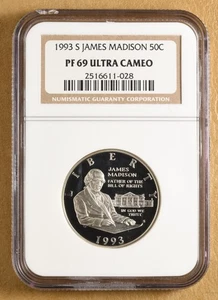 1993 S JAMES MADISON 50C
PF 69 ULTRA CAMEO
2516611-028
NUMISMATIC GUARANTY CORPORATION
LIBERTY
JAMES
MADISON
FATHER OF THE
BILL OF RIGHTS
IN GOD WE
TRUST
1993